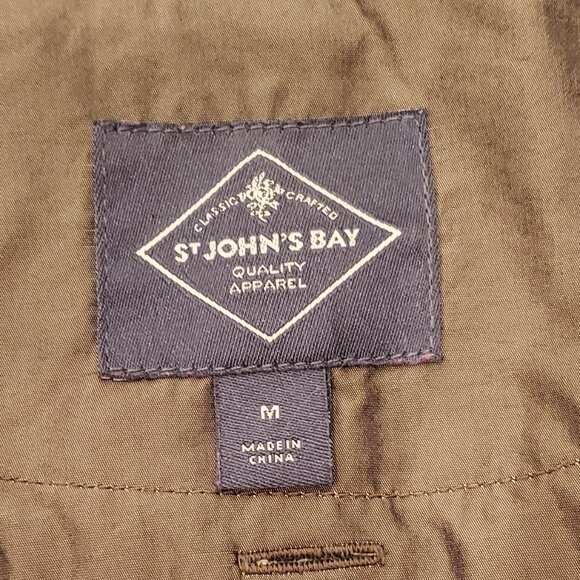 CLASSIC CRAFTED
ST JOHN'S BAY
QUALITY
APPAREL
M
MADE IN
CHINA